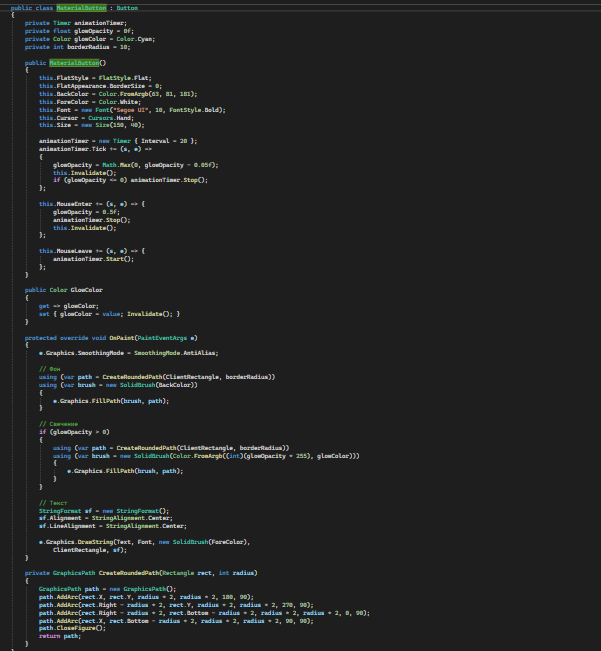 public class MaterialButton : Button
{
private Timer animationTimer;
private float glowOpacity = 0f;
private Color glowColor = Color.Cyan;
private int borderRadius = 10;
public MaterialButton()
{
this.FlatStyle = FlatStyle.Flat;
this.FlatAppearance.BorderSize = 0;
this.BackColor = Color.FromArgb(63, 81, 181);
this.ForeColor = Color.White;
this.Font = new Font("Segoe UI", 10, FontStyle.Bold);
this.Cursor = Cursors.Hand;
this.Size = new Size(150, 40);
animationTimer = new Timer { Interval = 20 };
animationTimer.Tick += (s, e) =>
{
glowOpacity = Math.Max(0, glowOpacity - 0.05f);
this.Invalidate();
if (glowOpacity <= 0) animationTimer.Stop();
};
this.MouseEnter += (s, e) => {
glowOpacity = 0.5f;
animationTimer.Stop();
this.Invalidate();
};
this.MouseLeave += (s, e) => {
animationTimer.Start();
};
}
public Color GlowColor
{
get => glowColor;
set { glowColor = value; Invalidate(); }
}
protected override void OnPaint(PaintEventArgs e)
{
e.Graphics.SmoothingMode = SmoothingMode.AntiAlias;
// Фон
using (var path = CreateRoundedPath(ClientRectangle, borderRadius))
using (var brush = new SolidBrush(BackColor))
{
e.Graphics.FillPath(brush, path);
}
// Свечение
if (glowOpacity > 0)
{
using (var path = CreateRoundedPath(ClientRectangle, borderRadius))
using (var brush = new SolidBrush(Color.FromArgb((int)(glowOpacity * 255), glowColor)))
{
e.Graphics.FillPath(brush, path);
}
}
// Текст
StringFormat sf = new StringFormat();
sf.Alignment = StringAlignment.Center;
sf.LineAlignment = StringAlignment.Center;
e.Graphics.DrawString(Text, Font, new SolidBrush(ForeColor),
ClientRectangle, sf);
}
private GraphicsPath CreateRoundedPath(Rectangle rect, int radius)
{
GraphicsPath path = new GraphicsPath();
path.AddArc(rect.X, rect.Y, radius * 2, radius * 2, 180, 90);
path.AddArc(rect.Right - radius * 2, rect.Y, radius * 2, radius * 2, 270, 90);
path.AddArc(rect.Right - radius * 2, rect.Bottom - radius * 2, radius * 2, radius * 2, 0, 90);
path.AddArc(rect.X, rect.Bottom - radius * 2, radius * 2, radius * 2, 90, 90);
path.CloseFigure();
return path;
}